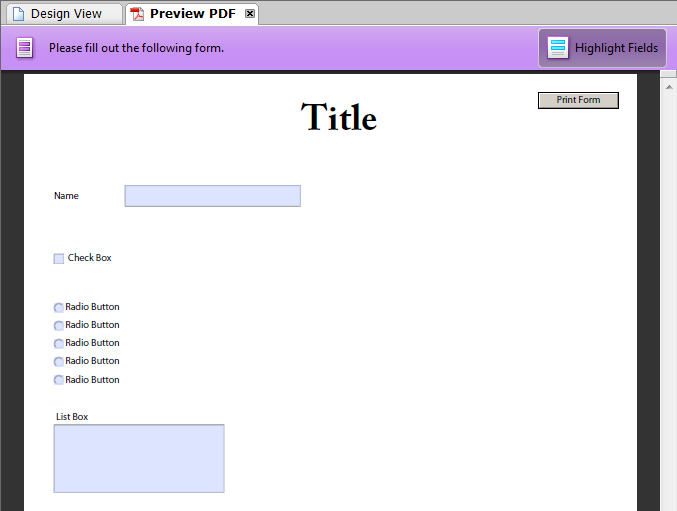 Design View Preview PDF
Please fill out the following form. Highlight Fields
Print Form
Title
Name
Check Box
Radio Button
Radio Button
Radio Button
Radio Button
Radio Button
List Box